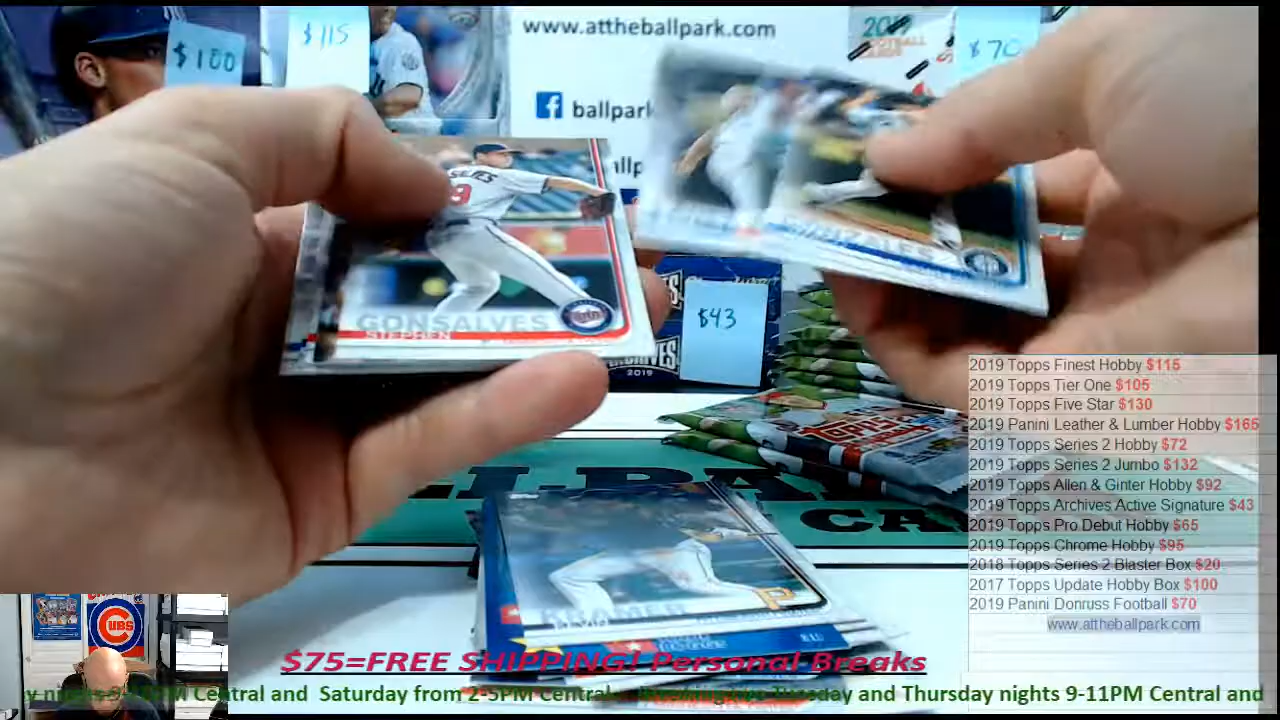 $100
$115
www.attheballpark.com
$70
ballpark
GONSALVES
STEPHEN
9
$43
2019
2019 Topps Finest Hobby $115
2019 Topps Tier One $105
2019 Topps Five Star $130
2019 Panini Leather & Lumber Hobby $165
2019 Topps Series 2 Hobby $72
2019 Topps Series 2 Jumbo $132
2019 Topps Allen & Ginter Hobby $92
2019 Topps Archives Active Signature $43
2019 Topps Pro Debut Hobby $65
2019 Topps Chrome Hobby $95
2018 Topps Series 2 Blaster Box $20
2017 Topps Update Hobby Box $100
2019 Panini Donruss Football $70
www.attheballpark.com
CUBS
P
$75=FREE SHIPPING! Personal Breaks
Central and Saturday from 2-5PM Central
and Thursday nights 9-11PM Central and